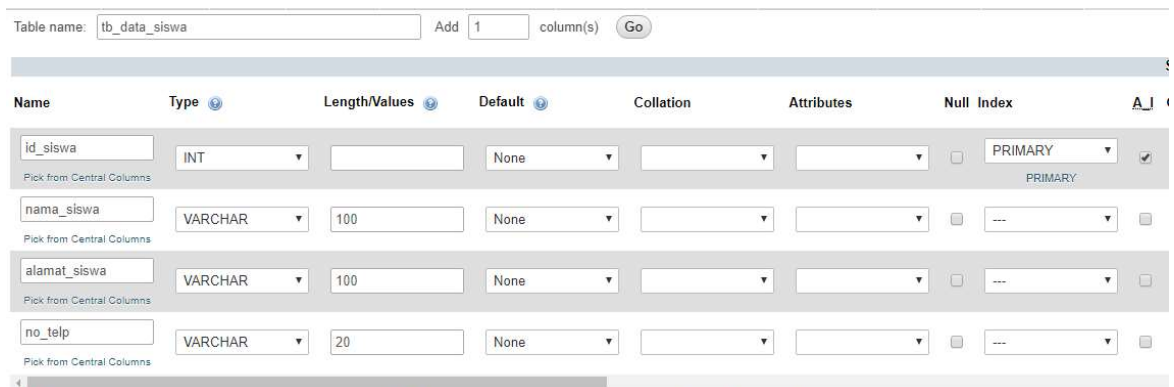 Table name: tb_data_siswa Add 1 column(s) Go
Name Type Length/Values Default Collation Attributes Null Index A_I
id_siswa INT None PRIMARY
Pick from Central Columns PRIMARY
nama_siswa VARCHAR 100 None ---
Pick from Central Columns
alamat_siswa VARCHAR 100 None ---
Pick from Central Columns
no_telp VARCHAR 20 None ---
Pick from Central Columns